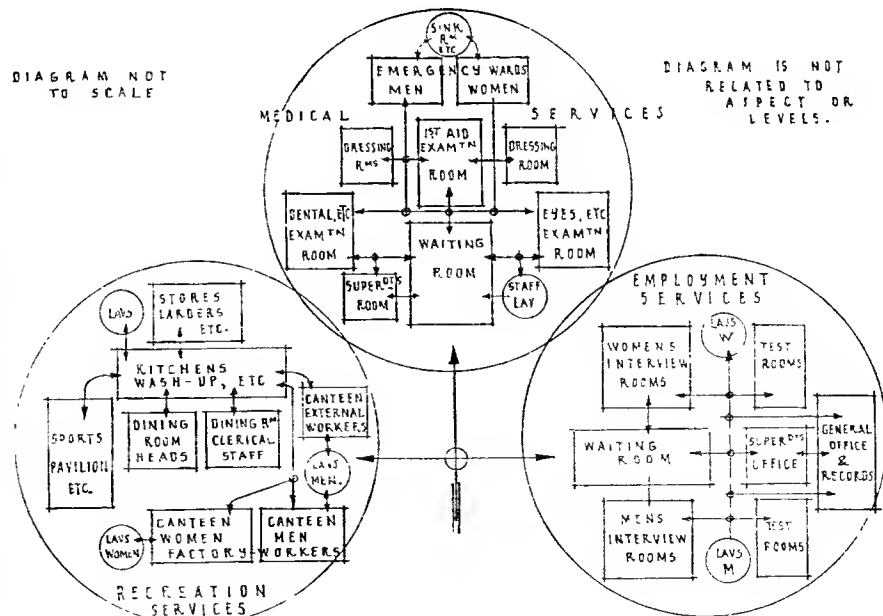 DIAGRAM NOT
TO SCALE
DIAGRAM IS NOT
RELATED TO
ASPECT OR
LEVELS.
MEDICAL SERVICES
SINK
RM
ETC
EMERGENCY WARDS
MEN WOMEN
DRESSING
RMS
1ST AID
EXAMTN
ROOM
DRESSING
ROOM
DENTAL, ETC
EXAMTN
ROOM
WAITING
ROOM
EYES, ETC
EXAMTN
ROOM
SUPERDTS
ROOM
STAFF
LAV
RECREATION
SERVICES
LAVS
STORES
LARDERS
ETC.
KITCHENS
WASH-UP, ETC
SPORTS
PAVILION
ETC.
DINING
ROOM
HEADS
DINING RM
CLERICAL
STAFF
CANTEEN
EXTERNAL
WORKERS
LAVS
MEN.
LAVS
WOMEN
CANTEEN
WOMEN
FACTORY-
CANTEEN
MEN
WORKERS
EMPLOYMENT
SERVICES
LAVS
W
WOMENS
INTERVIEW
ROOMS
TEST
ROOMS
WAITING
ROOM
SUPERDTS
OFFICE
GENERAL
OFFICE
&
RECORDS
MENS
INTERVIEW
ROOMS
TEST
ROOMS
LAVS
M